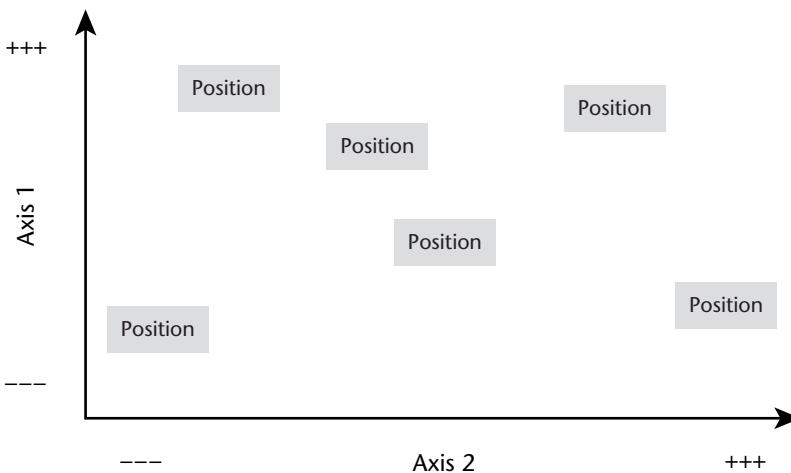 +++
Position
Position
Position
Axis 1
Position
Position
Position
–––
––– Axis 2 +++